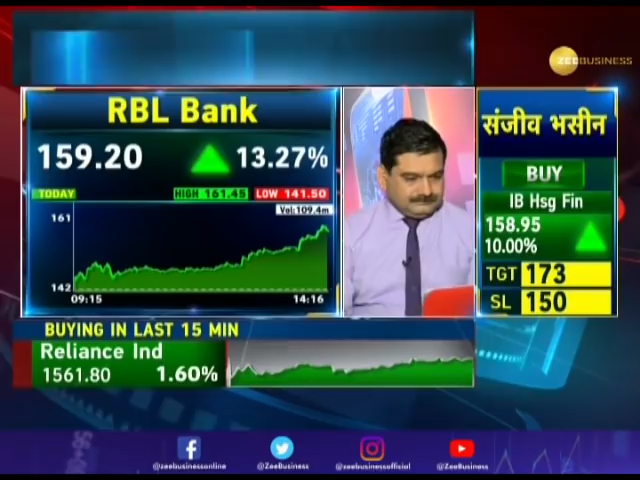 ZEEBUSINESS
RBL Bank
159.20 13.27%
TODAY HIGH 161.45 LOW 141.50
Vol:109.4m
161
142
09:15 14:16
संजीव भसीन
BUY
IB Hsg Fin
158.95
10.00%
TGT 173
SL 150
BUYING IN LAST 15 MIN
Reliance Ind
1561.80 1.60%
@zeebusinessonline @ZeeBusiness @zeebusinessofficial @ZeeBusiness